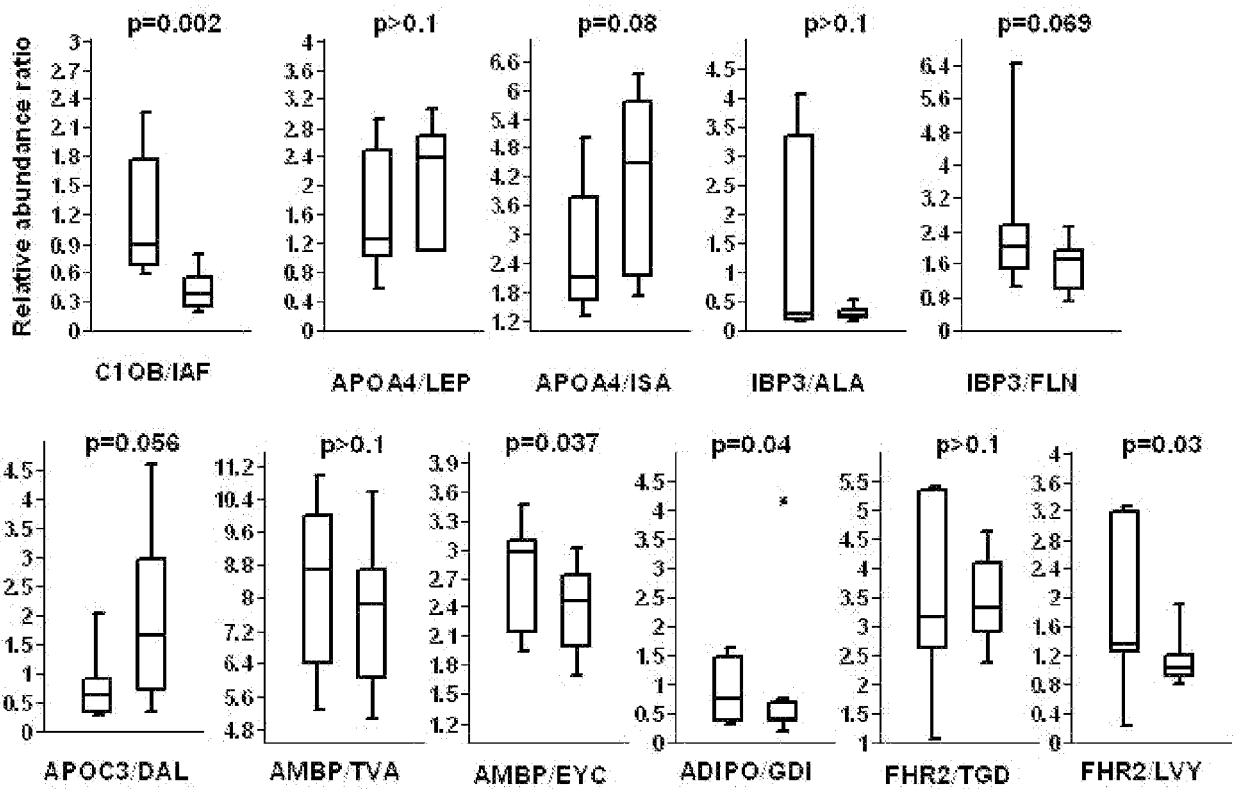 p=0.002 p>0.1 p=0.08 p>0.1 p=0.069
Relative abundance ratio
3 2.7 2.4 2.1 1.8 1.5 1.2 0.9 0.6 0.3 0
4 3.6 3.2 2.8 2.4 2 1.6 1.2 0.8 0.4 0
6.6 6 5.4 4.8 4.2 3.6 3 2.4 1.8 1.2
4.5 4 3.5 3 2.5 2 1.5 1 0.5 0
6.4 5.6 4.8 4 3.2 2.4 1.6 0.8 0
C1QB/IAF APOA4/LEP APOA4/ISA IBP3/ALA IBP3/FLN
p=0.056 p>0.1 p=0.037 p=0.04 p>0.1 p=0.03
4.5 4 3.5 3 2.5 2 1.5 1 0.5 0
11.2 10.4 9.6 8.8 8 7.2 6.4 5.6 4.8
3.9 3.6 3.3 3 2.7 2.4 2.1 1.8 1.5 1.2
4.5 4 3.5 3 2.5 2 1.5 1 0.5 0
5.5 5 4.5 4 3.5 3 2.5 2 1.5 1
4 3.6 3.2 2.8 2.4 2 1.6 1.2 0.8 0.4 0
APOC3/DAL AMBP/TVA AMBP/EYC ADIPO/GDI FHR2/TGD FHR2/LVY